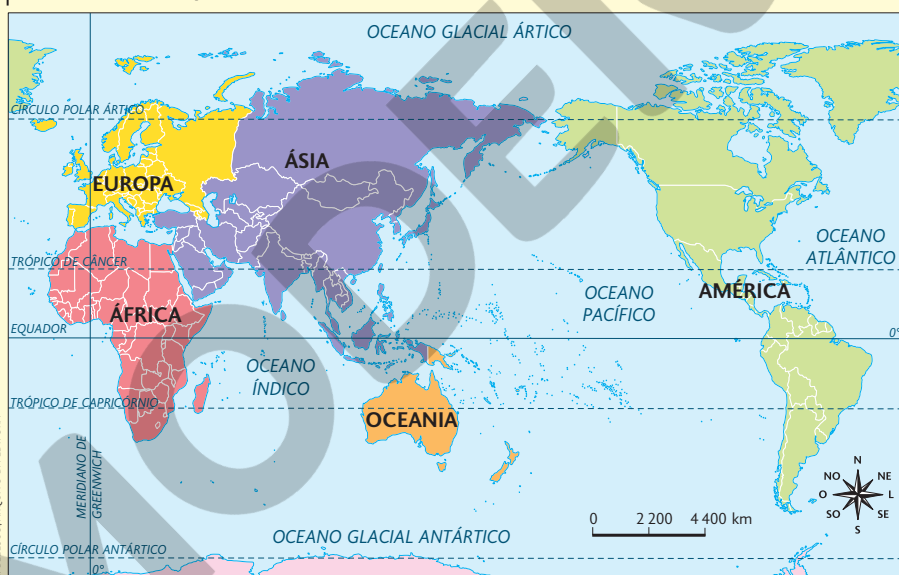 OCEANO GLACIAL ÁRTICO
CÍRCULO POLAR ÁRTICO
ÁSIA
EUROPA
OCEANO
ATLÂNTICO
TRÓPICO DE CÂNCER
AMÉRICA
OCEANO
PACÍFICO
ÁFRICA
EQUADOR
0°
OCEANO
ÍNDICO
TRÓPICO DE CAPRICÓRNIO
OCEANIA
MERIDIANO DE
GREENWICH
N
NO
NE
O
L
SO
SE
S
0 2 200 4 400 km
OCEANO GLACIAL ANTÁRTICO
CÍRCULO POLAR ANTÁRTICO
0°